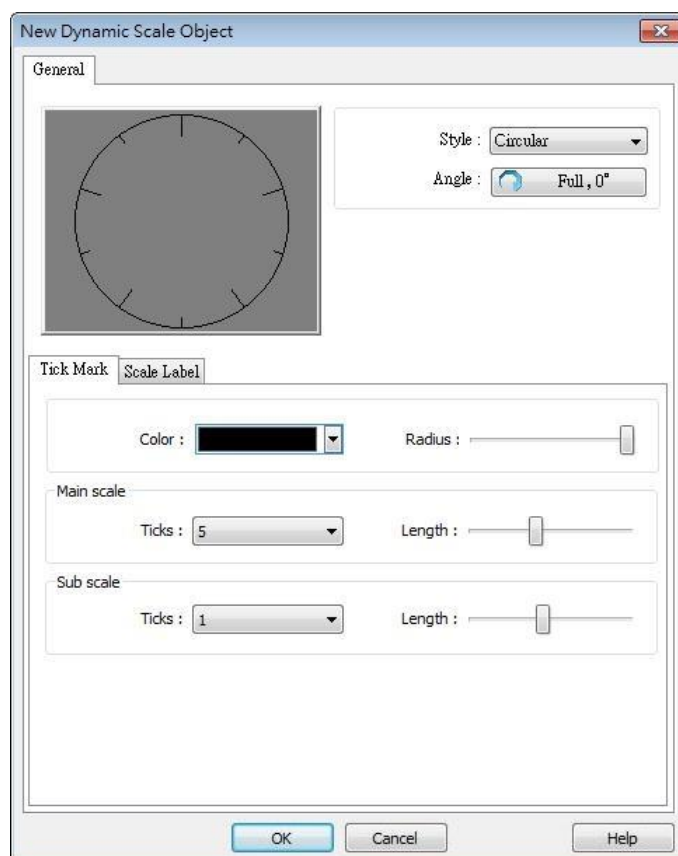 New Dynamic Scale Object
General
Style : Circular
Angle : Full , 0°
Tick Mark Scale Label
Color : Radius :
Main scale
Ticks : 5 Length :
Sub scale
Ticks : 1 Length :
OK Cancel Help